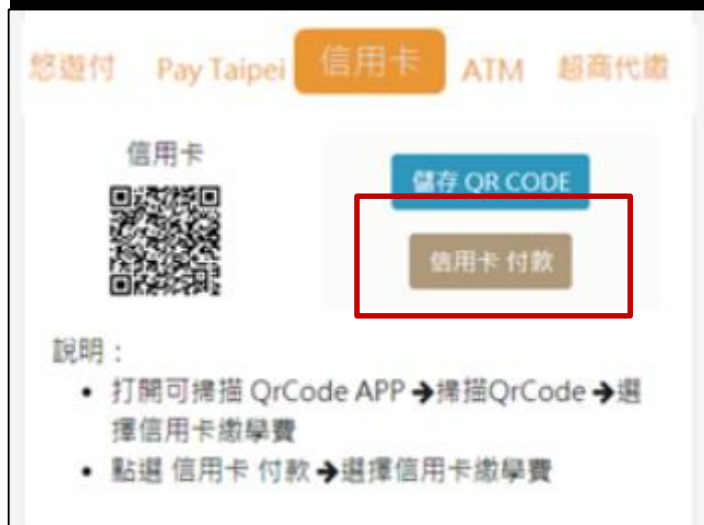 悠遊付 Pay Taipei 信用卡 ATM 超商代繳
信用卡
儲存 QR CODE
信用卡 付款
說明：
• 打開可掃描 QrCode APP ➔掃描QrCode ➔選
擇信用卡繳學費
• 點選 信用卡 付款 ➔選擇信用卡繳學費